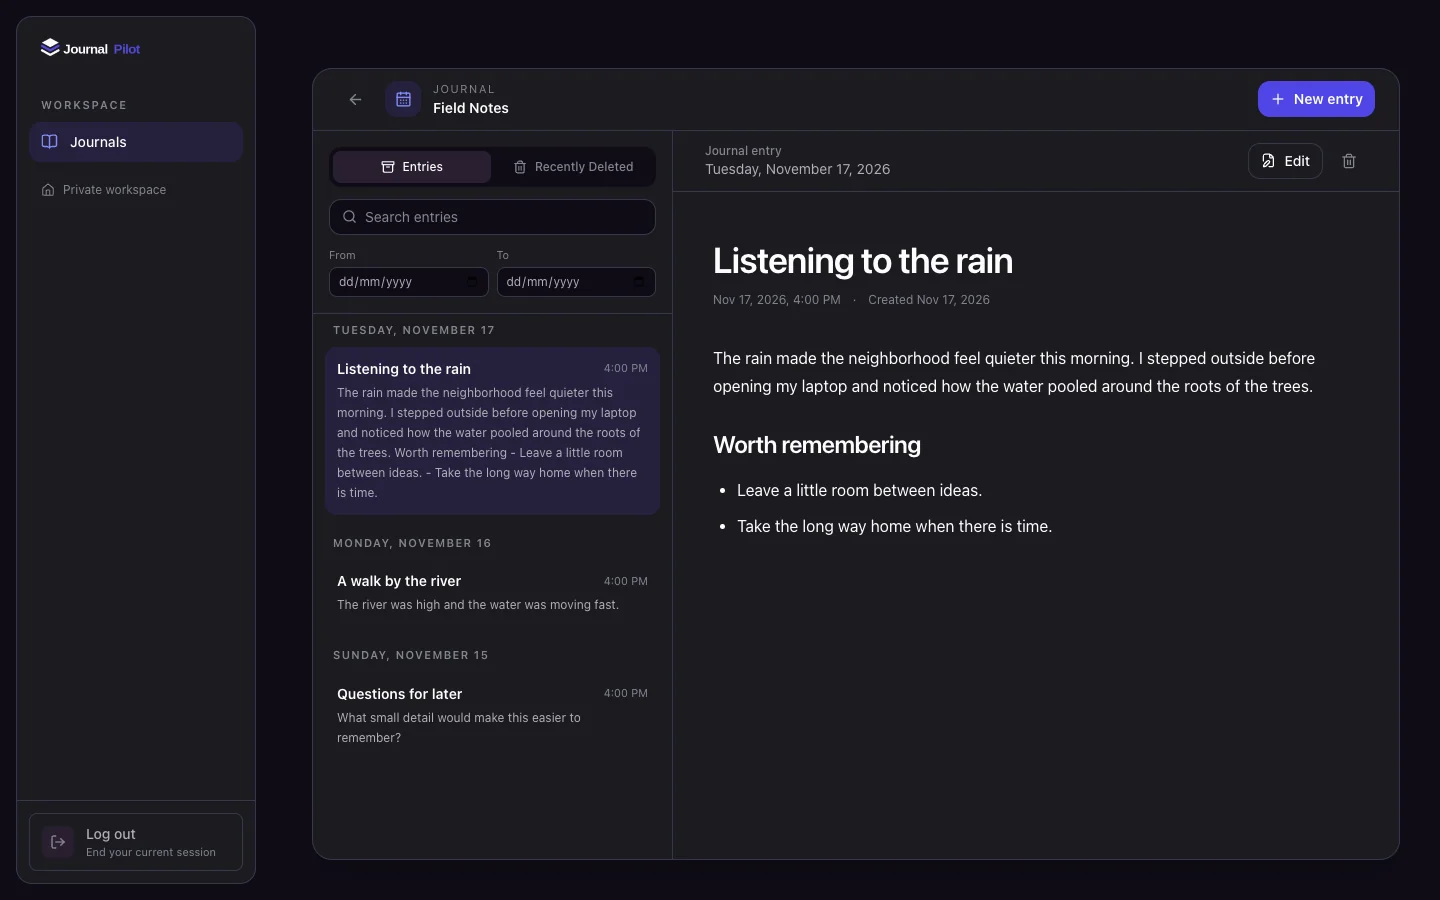 Journal Pilot
WORKSPACE
Journals
Private workspace
Log out
End your current session
JOURNAL
Field Notes
New entry
Entries
Recently Deleted
Search entries
From
To
dd/mm/yyyy
dd/mm/yyyy
TUESDAY, NOVEMBER 17
Listening to the rain
4:00 PM
The rain made the neighborhood feel quieter this
morning. I stepped outside before opening my laptop
and noticed how the water pooled around the roots of
the trees. Worth remembering - Leave a little room
between ideas. - Take the long way home when there
is time.
MONDAY, NOVEMBER 16
A walk by the river
4:00 PM
The river was high and the water was moving fast.
SUNDAY, NOVEMBER 15
Questions for later
4:00 PM
What small detail would make this easier to
remember?
Journal entry
Tuesday, November 17, 2026
Edit
Listening to the rain
Nov 17, 2026, 4:00 PM · Created Nov 17, 2026
The rain made the neighborhood feel quieter this morning. I stepped outside before
opening my laptop and noticed how the water pooled around the roots of the trees.
Worth remembering
• Leave a little room between ideas.
• Take the long way home when there is time.